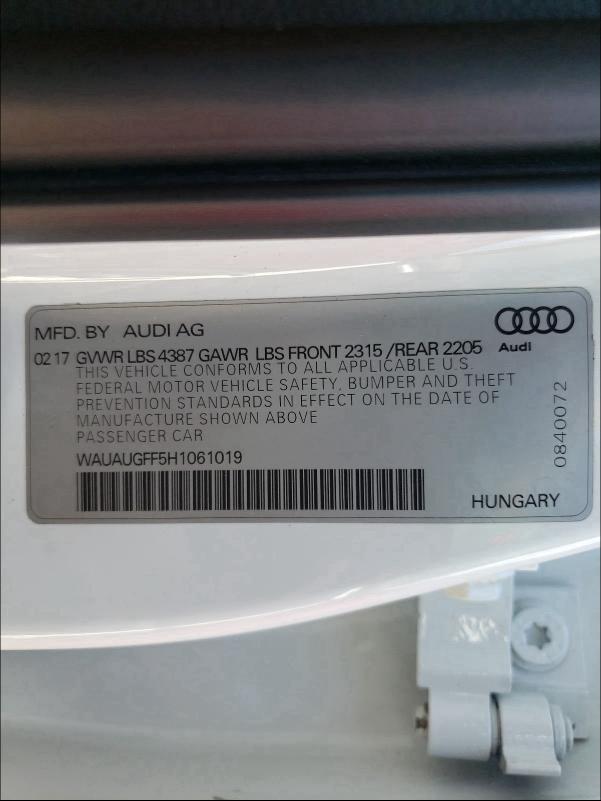 MFD. BY AUDI AG
Audi
02 17 GVWR LBS 4387 GAWR LBS FRONT 2315 /REAR 2205
THIS VEHICLE CONFORMS TO ALL APPLICABLE U.S.
FEDERAL MOTOR VEHICLE SAFETY, BUMPER AND THEFT
PREVENTION STANDARDS IN EFFECT ON THE DATE OF
MANUFACTURE SHOWN ABOVE
PASSENGER CAR
WAUAUGFF5H1061019
HUNGARY
0840072